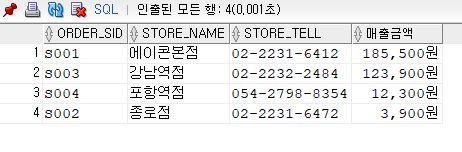 SQL | 인출된 모든 행: 4(0,001초)
ORDER_SID STORE_NAME STORE_TELL 매출금액
1 S001 에이콘본점 02-2231-6412 185,500원
2 S003 강남역점 02-2232-2484 123,900원
3 S004 포항역점 054-2798-8354 12,300원
4 S002 종로점 02-2231-6472 3,900원